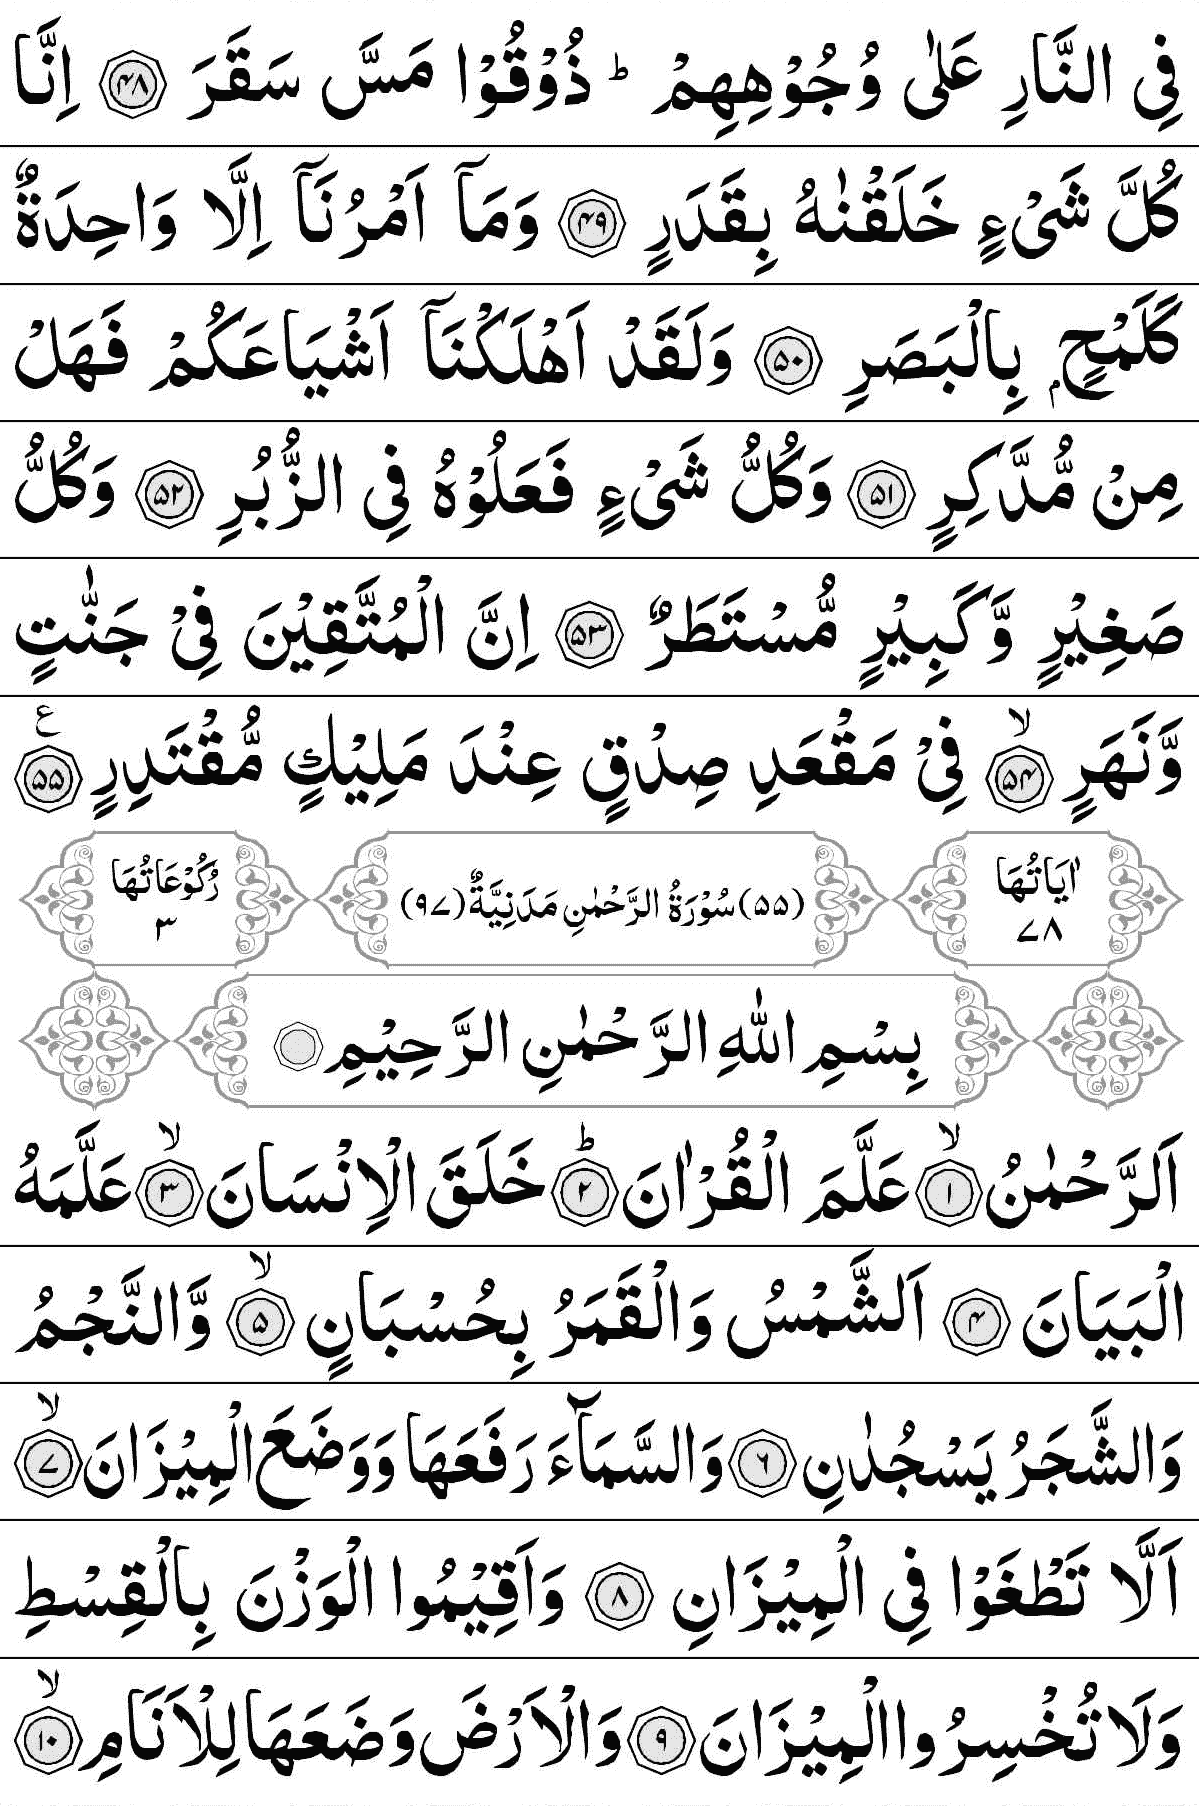 فِی النَّارِ عَلٰی وُجُوْهِهِمْ ؕ ذُوْقُوْا مَسَّ سَقَرَ ﴿۴۸﴾ اِنَّا
كُلَّ شَیْءٍ خَلَقْنٰهُ بِقَدَرٍ ﴿۴۹﴾ وَمَاۤ اَمْرُنَاۤ اِلَّا وَاحِدَةٌ
كَلَمْحٍۭ بِالْبَصَرِ ﴿۵۰﴾ وَلَقَدْ اَهْلَكْنَاۤ اَشْیَاعَكُمْ فَهَلْ
مِنْ مُّدَّكِرٍ ﴿۵۱﴾ وَكُلُّ شَیْءٍ فَعَلُوْهُ فِی الزُّبُرِ ﴿۵۲﴾ وَكُلُّ
صَغِیْرٍ وَّكَبِیْرٍ مُّسْتَطَرٌ ﴿۵۳﴾ اِنَّ الْمُتَّقِیْنَ فِیْ جَنّٰتٍ
وَّنَهَرٍ ﴿ۙ۵۴﴾ فِیْ مَقْعَدِ صِدْقٍ عِنْدَ مَلِیْكٍ مُّقْتَدِرٍ ﴿۵۵﴾ ع
اٰیَاتُهَا ۷۸
(۵۵) سُوْرَةُ الرَّحْمٰنِ مَدَنِیَّةٌ (۹۷)
رُكُوْعَاتُهَا ۳
بِسْمِ اللّٰهِ الرَّحْمٰنِ الرَّحِیْمِ
اَلرَّحْمٰنُ ﴿ۙ۱﴾ عَلَّمَ الْقُرْاٰنَ ﴿ؕ۲﴾ خَلَقَ الْاِنْسَانَ ﴿ۙ۳﴾ عَلَّمَهُ
الْبَیَانَ ﴿۴﴾ اَلشَّمْسُ وَالْقَمَرُ بِحُسْبَانٍ ﴿ۙ۵﴾ وَّالنَّجْمُ
وَالشَّجَرُ یَسْجُدٰنِ ﴿۶﴾ وَالسَّمَآءَ رَفَعَهَا وَوَضَعَ الْمِیْزَانَ ﴿ۙ۷﴾
اَلَّا تَطْغَوْا فِی الْمِیْزَانِ ﴿۸﴾ وَاَقِیْمُوا الْوَزْنَ بِالْقِسْطِ
وَلَا تُخْسِرُوا الْمِیْزَانَ ﴿۹﴾ وَالْاَرْضَ وَضَعَهَا لِلْاَنَامِ ﴿ۙ۱۰﴾